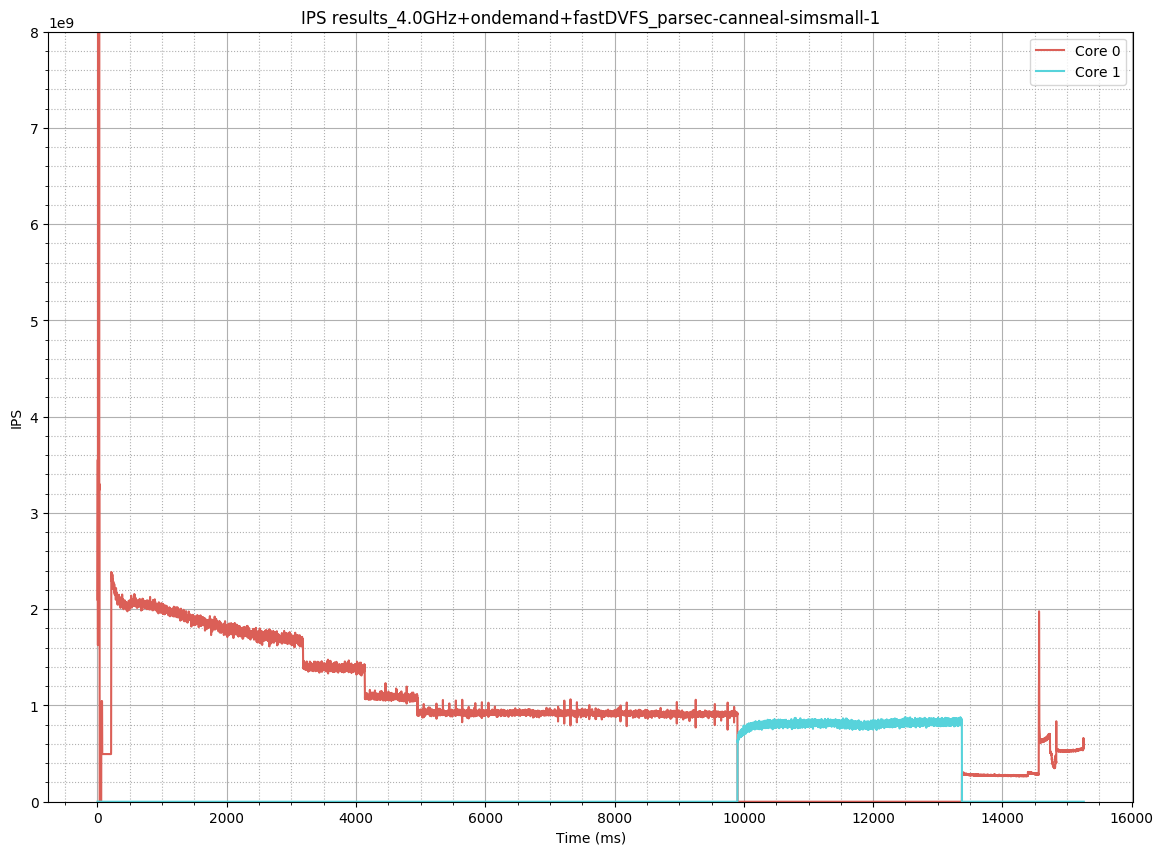 IPS results_4.0GHz+ondemand+fastDVFS_parsec-canneal-simsmall-1
1e9
8
7
6
5
4
3
2
1
0
IPS
Core 0
Core 1
0 2000 4000 6000 8000 10000 12000 14000 16000
Time (ms)